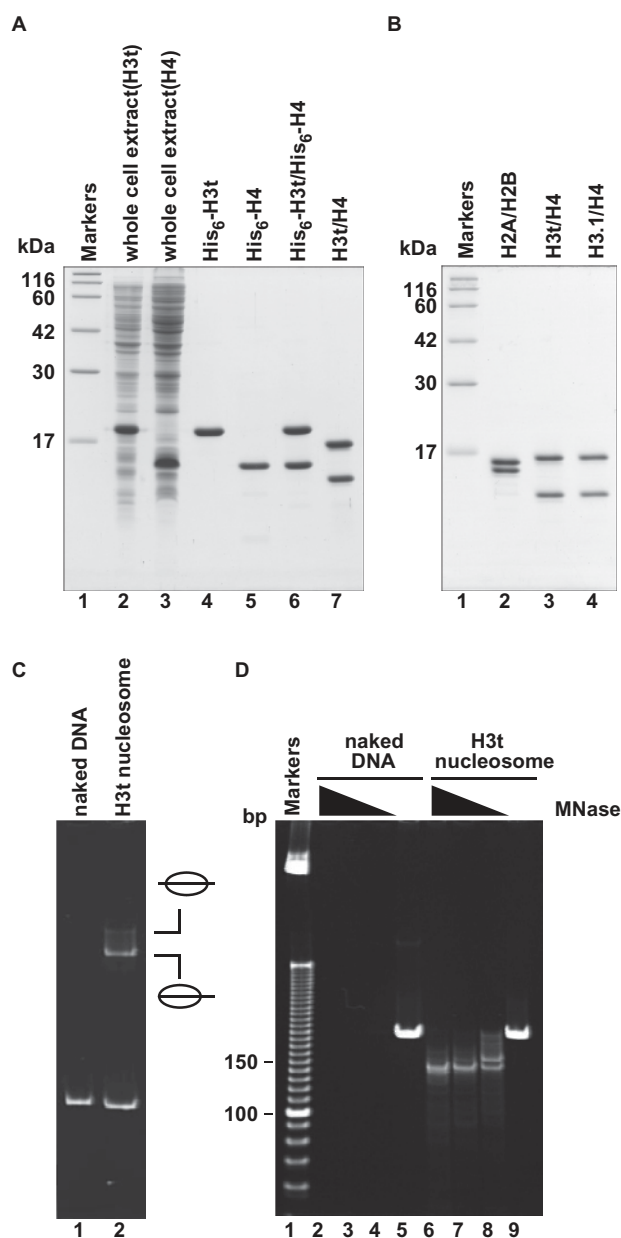 A
Markers
whole cell extract(H3t)
whole cell extract(H4)
His6-H3t
His6-H4
His6-H3t/His6-H4
H3t/H4
kDa
116
60
42
30
17
1 2 3 4 5 6 7
B
Markers
H2A/H2B
H3t/H4
H3.1/H4
kDa
116
60
42
30
17
1 2 3 4
C
naked DNA
H3t nucleosome
1 2
D
Markers
naked
DNA
H3t
nucleosome
bp
MNase
150
100
1 2 3 4 5 6 7 8 9